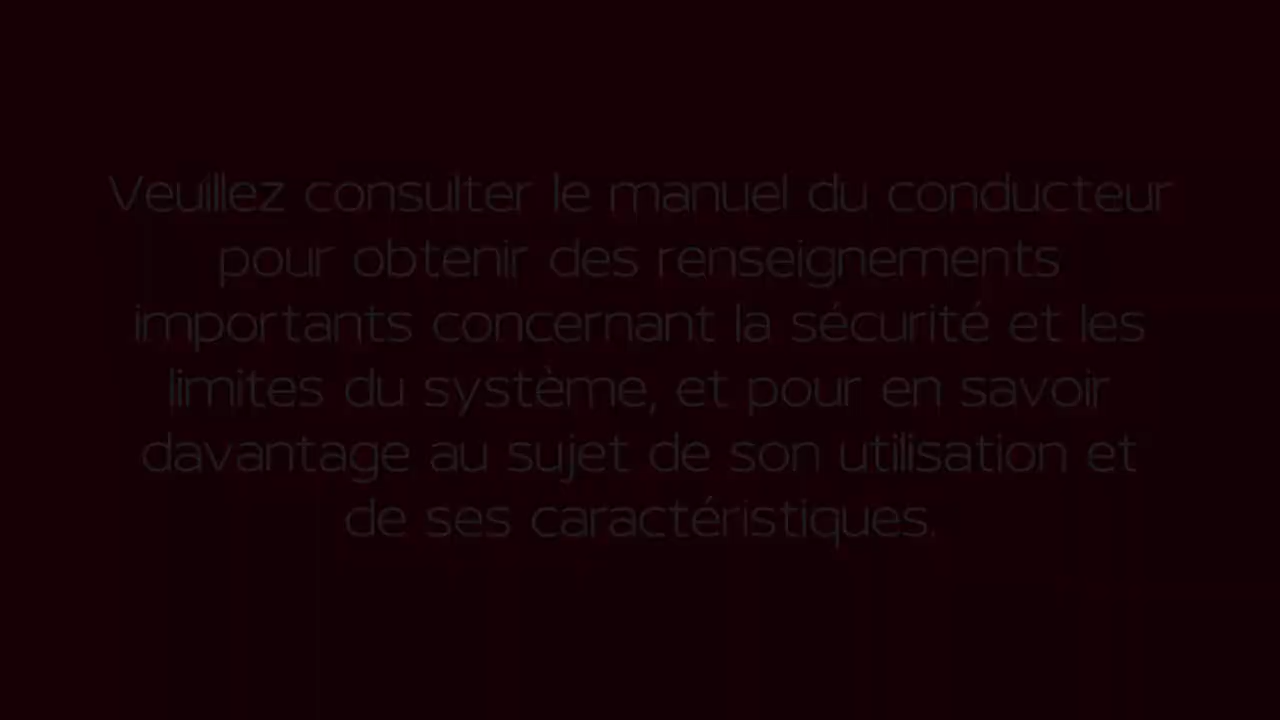 Veuillez consulter le manuel du conducteur
pour obtenir des renseignements
importants concernant la sécurité et les
limites du système, et pour en savoir
davantage au sujet de son utilisation et
de ses caractéristiques.